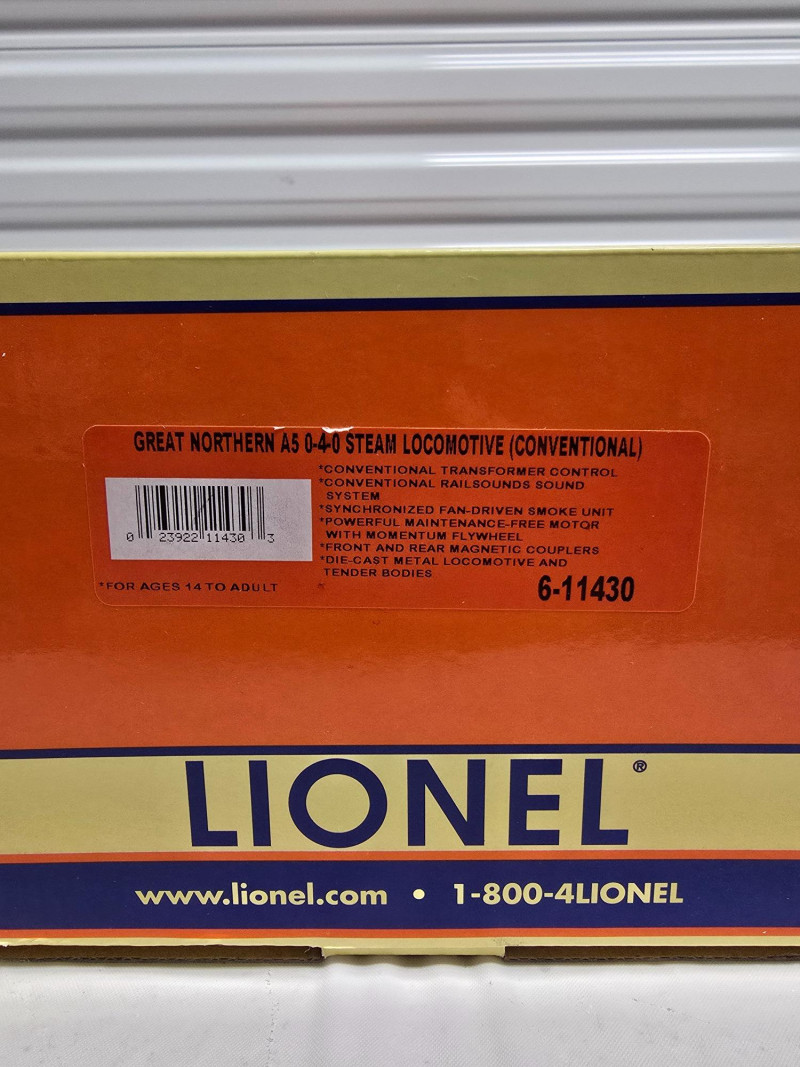 GREAT NORTHERN A5 0-4-0 STEAM LOCOMOTIVE (CONVENTIONAL)
*CONVENTIONAL TRANSFORMER CONTROL
*CONVENTIONAL RAILSOUNDS SOUND
SYSTEM
*SYNCHRONIZED FAN-DRIVEN SMOKE UNIT
*POWERFUL MAINTENANCE-FREE MOTOR
WITH MOMENTUM FLYWHEEL
*FRONT AND REAR MAGNETIC COUPLERS
*DIE-CAST METAL LOCOMOTIVE AND
TENDER BODIES
0 23922 11430 3
*FOR AGES 14 TO ADULT
6-11430
LIONEL®
www.lionel.com • 1-800-4LIONEL